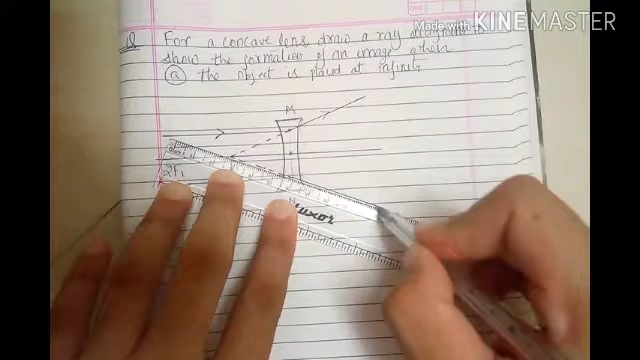 Made with KINEMASTER
Q For a concave lens, draw a ray diagram to
show the formation of an image when
(a) the object is placed at infinity
M
2F1
N
Luxor